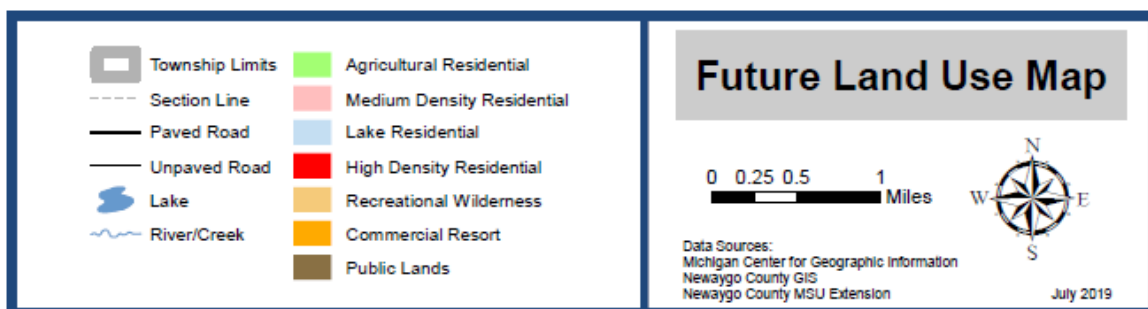 Township Limits
Section Line
Paved Road
Unpaved Road
Lake
River/Creek
Agricultural Residential
Medium Density Residential
Lake Residential
High Density Residential
Recreational Wilderness
Commercial Resort
Public Lands
Future Land Use Map
0 0.25 0.5 1
Miles
N
W E
S
Data Sources:
Michigan Center for Geographic Information
Newaygo County GIS
Newaygo County MSU Extension
July 2019